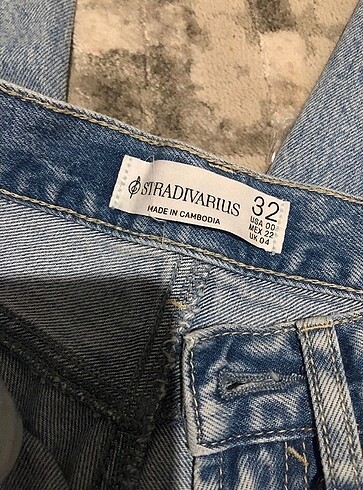 STRADIVARIUS
MADE IN CAMBODIA
32
USA 00
MEX 22
UK 04